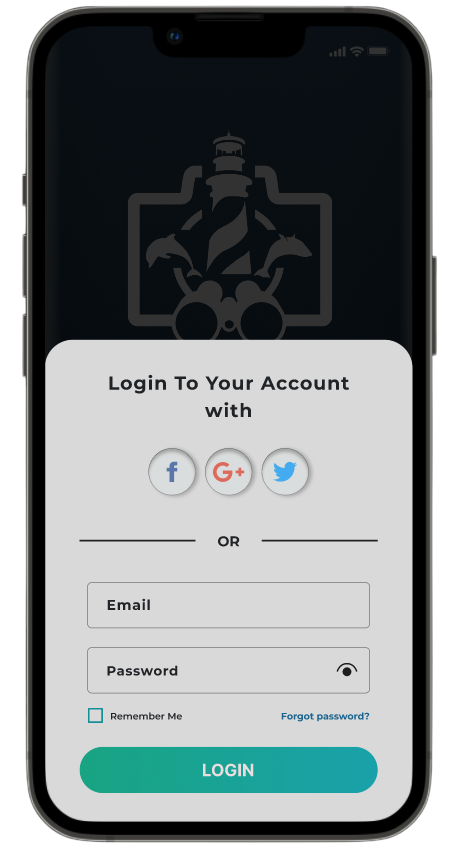 Login To Your Account
with
f
G+
OR
Email
Password
Remember Me
Forgot password?
LOGIN